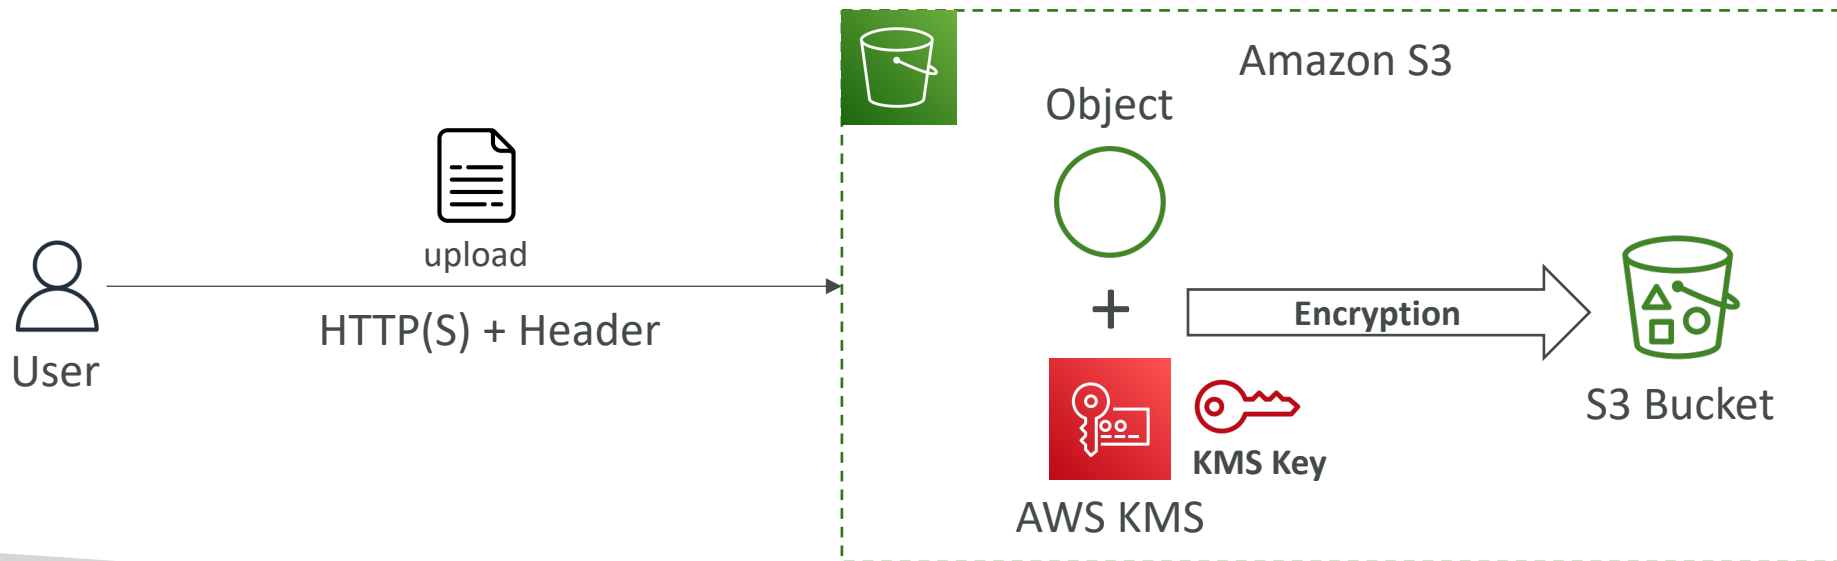 Amazon S3
Object
upload
HTTP(S) + Header
User
+
Encryption
S3 Bucket
KMS Key
AWS KMS